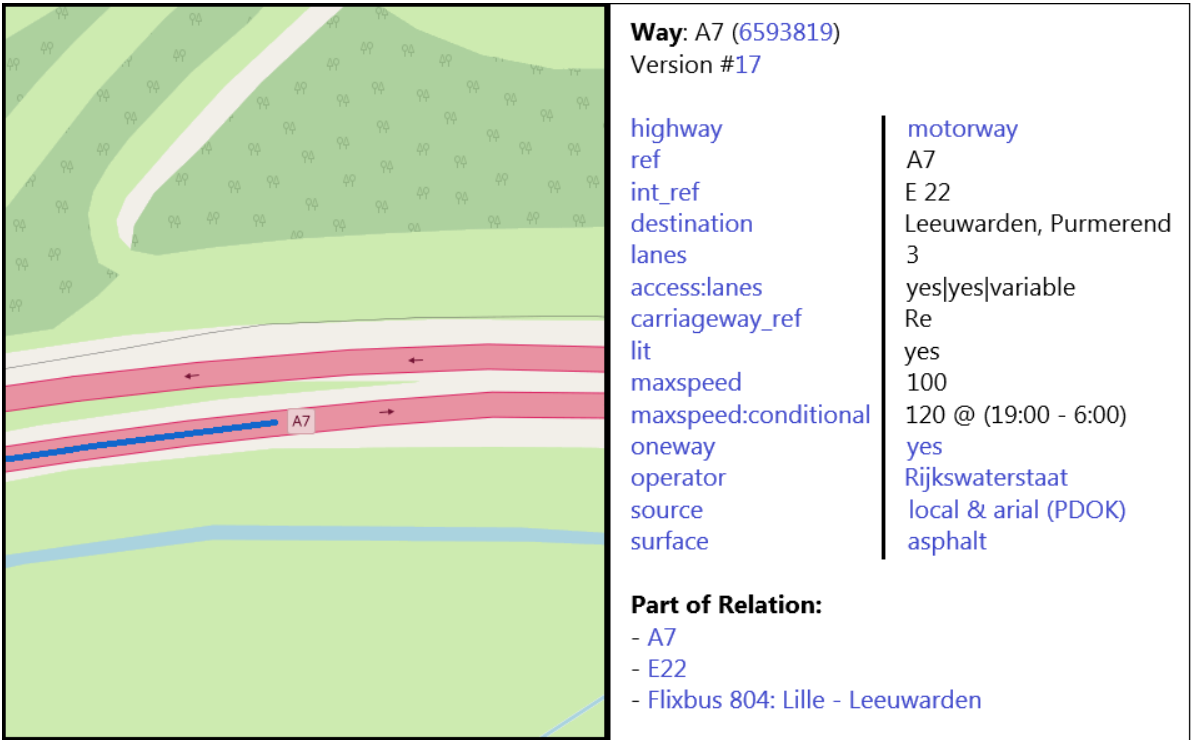 A7
Way: A7 (6593819)
Version #17
highway motorway
ref A7
int_ref E 22
destination Leeuwarden, Purmerend
lanes 3
access:lanes yes|yes|variable
carriageway_ref Re
lit yes
maxspeed 100
maxspeed:conditional 120 @ (19:00 - 6:00)
oneway yes
operator Rijkswaterstaat
source local & arial (PDOK)
surface asphalt
Part of Relation:
- A7
- E22
- Flixbus 804: Lille - Leeuwarden